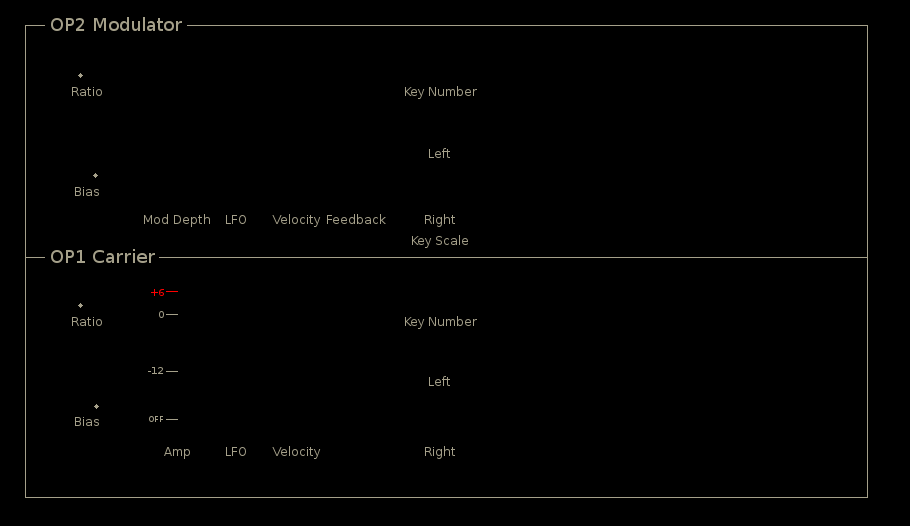 OP2 Modulator
Ratio
Key Number
Left
Bias
Mod Depth LFO Velocity Feedback Right
Key Scale
OP1 Carrier
+6
0
Ratio
Key Number
-12
Left
OFF
Bias
Amp LFO Velocity Right